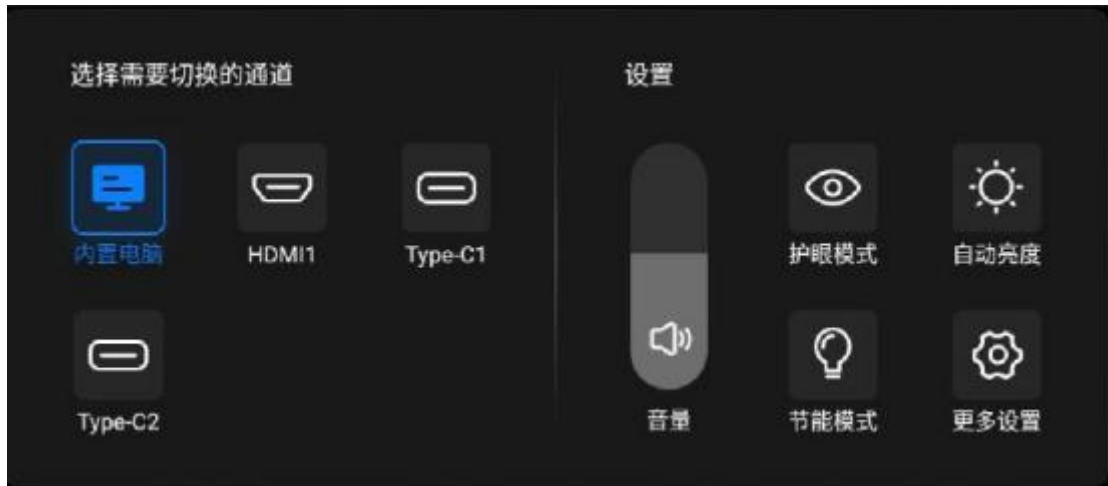 选择需要切换的通道
内置电脑
HDMI1
Type-C1
Type-C2
设置
音量
护眼模式
自动亮度
节能模式
更多设置